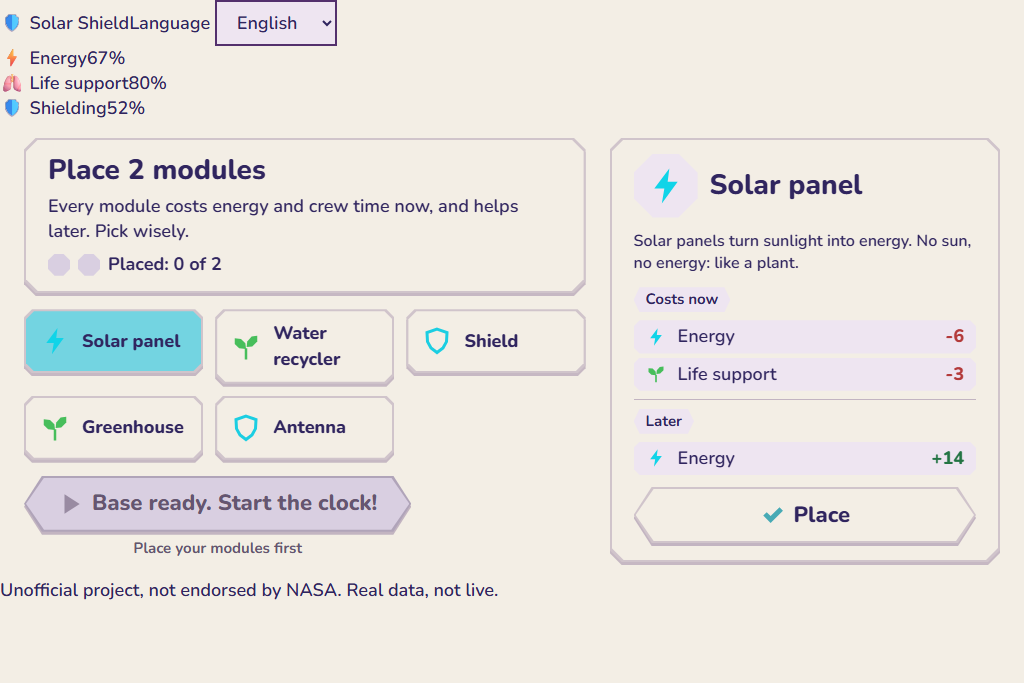 Solar ShieldLanguage English
Energy67%
Life support80%
Shielding52%
Place 2 modules
Every module costs energy and crew time now, and helps
later. Pick wisely.
Placed: 0 of 2
Solar panel
Water
recycler
Shield
Greenhouse
Antenna
Base ready. Start the clock!
Place your modules first
Solar panel
Solar panels turn sunlight into energy. No sun,
no energy: like a plant.
Costs now
Energy -6
Life support -3
Later
Energy +14
Place
Unofficial project, not endorsed by NASA. Real data, not live.